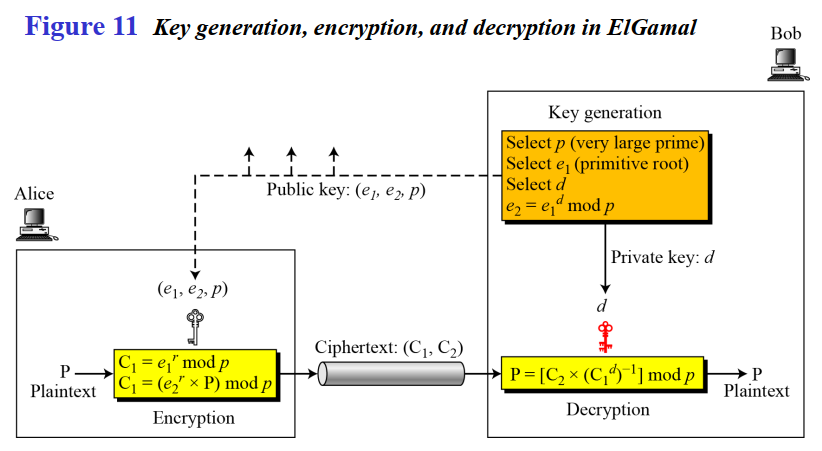 Figure 11 Key generation, encryption, and decryption in ElGamal
Bob
Key generation
Select p (very large prime)
Select e₁ (primitive root)
Select d
e₂ = e₁ᵈ mod p
Public key: (e₁, e₂, p)
Alice
Private key: d
(e₁, e₂, p)
d
Ciphertext: (C₁, C₂)
P
Plaintext
C₁ = e₁ʳ mod p
C₁ = (e₂ʳ × P) mod p
Encryption
P = [C₂ × (C₁ᵈ)⁻¹] mod p
Decryption
P
Plaintext